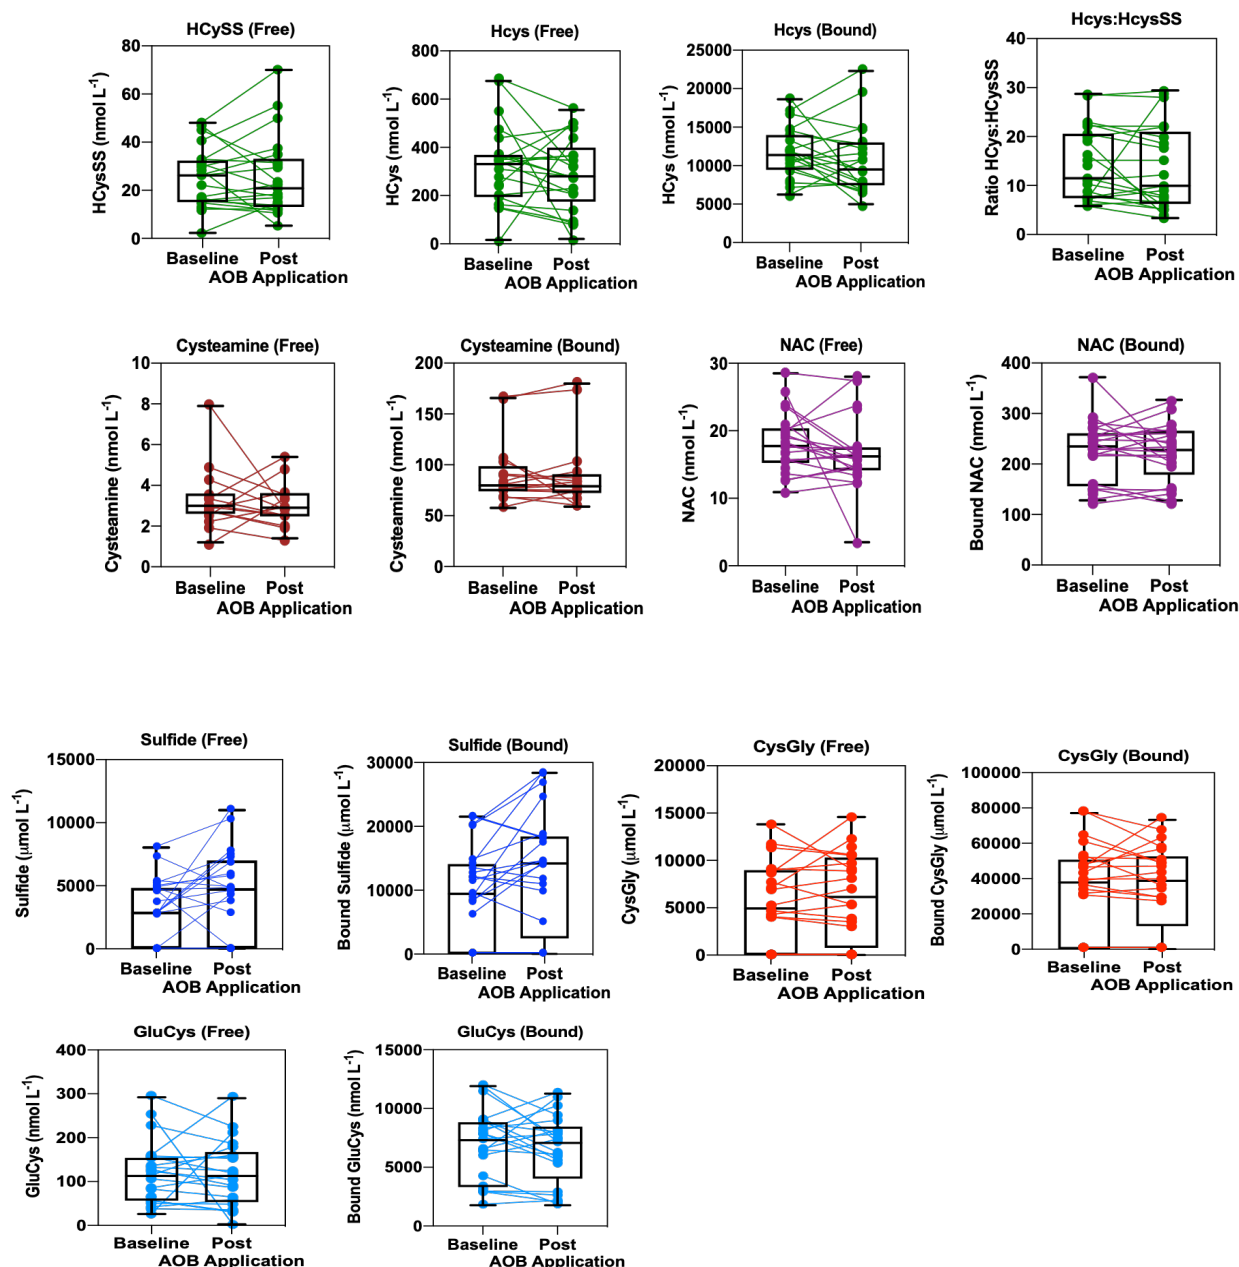 HCySS (Free)
HCysSS (nmol L-1)
80
60
40
20
0
Baseline Post
AOB Application
Hcys (Free)
HCys (nmol L-1)
800
600
400
200
0
Baseline Post
AOB Application
Hcys (Bound)
HCys (nmol L-1)
25000
20000
15000
10000
5000
0
Baseline Post
AOB Application
Hcys:HcysSS
Ratio HCys:HCysSS
40
30
20
10
0
Baseline Post
AOB Application
Cysteamine (Free)
Cysteamine (nmol L-1)
10
8
6
4
2
0
Baseline Post
AOB Application
Cysteamine (Bound)
Cysteamine (nmol L-1)
200
150
100
50
0
Baseline Post
AOB Application
NAC (Free)
NAC (nmol L-1)
30
20
10
0
Baseline Post
AOB Application
NAC (Bound)
Bound NAC (nmol L-1)
400
300
200
100
0
Baseline Post
AOB Application
Sulfide (Free)
Sulfide (μmol L-1)
15000
10000
5000
0
Baseline Post
AOB Application
Sulfide (Bound)
Bound Sulfide (μmol L-1)
30000
20000
10000
0
Baseline Post
AOB Application
CysGly (Free)
CysGly (μmol L-1)
20000
15000
10000
5000
0
Baseline Post
AOB Application
CysGly (Bound)
Bound CysGly (μmol L-1)
100000
80000
60000
40000
20000
0
Baseline Post
AOB Application
GluCys (Free)
GluCys (nmol L-1)
400
300
200
100
0
Baseline Post
AOB Application
GluCys (Bound)
Bound GluCys (nmol L-1)
15000
10000
5000
0
Baseline Post
AOB Application